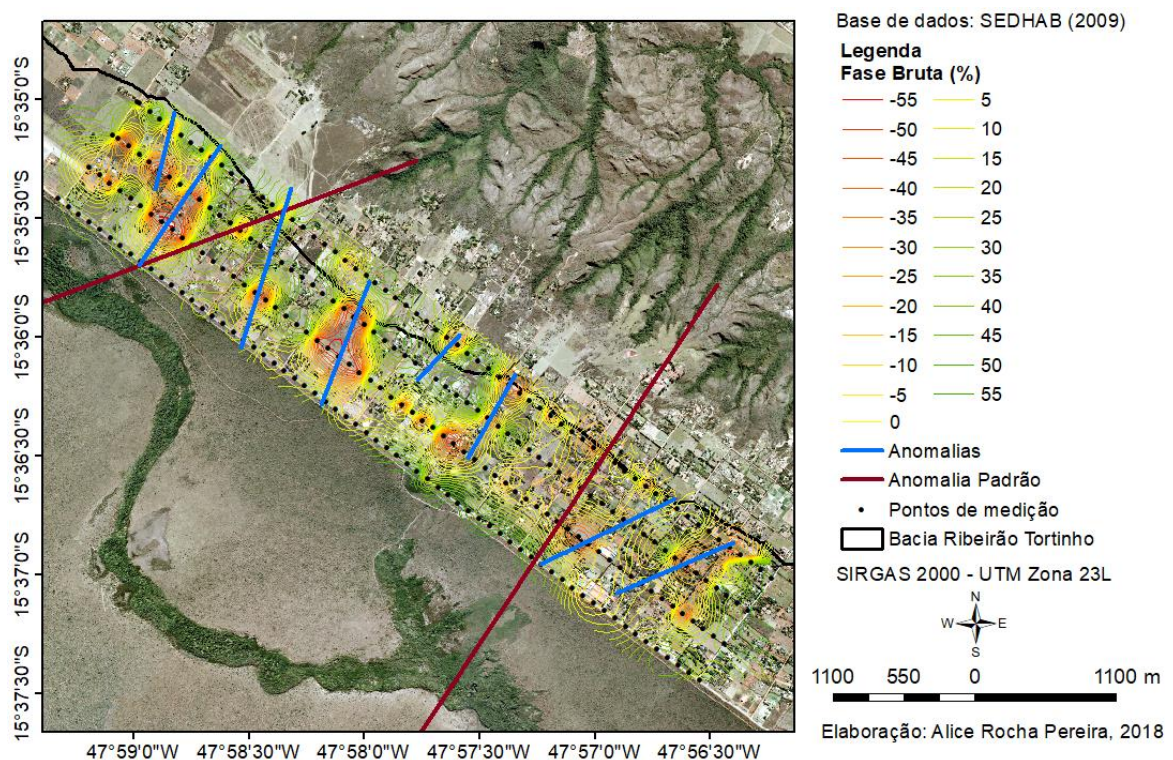 Base de dados: SEDHAB (2009)
Legenda
Fase Bruta (%)
-55 5
-50 10
-45 15
-40 20
-35 25
-30 30
-25 35
-20 40
-15 45
-10 50
-5 55
0
Anomalias
Anomalia Padrão
Pontos de medição
Bacia Ribeirão Tortinho
SIRGAS 2000 - UTM Zona 23L
N
W E
S
1100 550 0 1100 m
Elaboração: Alice Rocha Pereira, 2018
15°35'0"S
15°35'30"S
15°36'0"S
15°36'30"S
15°37'0"S
15°37'30"S
47°59'0"W 47°58'30"W 47°58'0"W 47°57'30"W 47°57'0"W 47°56'30"W